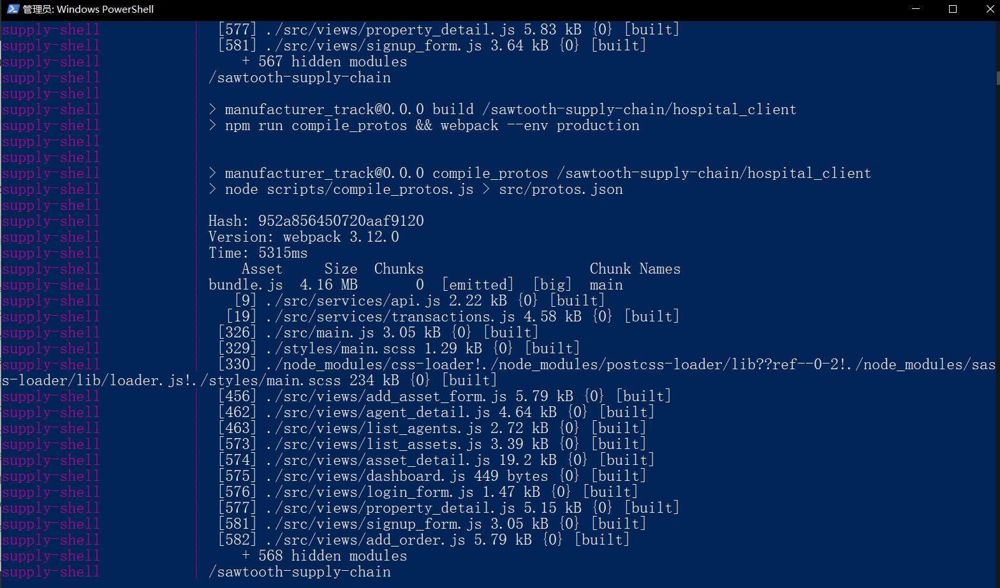 管理员: Windows PowerShell
supply-shell | [577] ./src/views/property_detail.js 5.83 kB {0} [built]
supply-shell | [581] ./src/views/signup_form.js 3.64 kB {0} [built]
supply-shell | + 567 hidden modules
supply-shell | /sawtooth-supply-chain
supply-shell |
supply-shell | > manufacturer_track@0.0.0 build /sawtooth-supply-chain/hospital_client
supply-shell | > npm run compile_protos && webpack --env production
supply-shell |
supply-shell |
supply-shell | > manufacturer_track@0.0.0 compile_protos /sawtooth-supply-chain/hospital_client
supply-shell | > node scripts/compile_protos.js > src/protos.json
supply-shell |
supply-shell | Hash: 952a856450720aaf9120
supply-shell | Version: webpack 3.12.0
supply-shell | Time: 5315ms
supply-shell | Asset Size Chunks Chunk Names
supply-shell | bundle.js 4.16 MB 0 [emitted] [big] main
supply-shell | [9] ./src/services/api.js 2.22 kB {0} [built]
supply-shell | [19] ./src/services/transactions.js 4.58 kB {0} [built]
supply-shell | [326] ./src/main.js 3.05 kB {0} [built]
supply-shell | [329] ./styles/main.scss 1.29 kB {0} [built]
supply-shell | [330] ./node_modules/css-loader!./node_modules/postcss-loader/lib??ref--0-2!./node_modules/sas
s-loader/lib/loader.js!./styles/main.scss 234 kB {0} [built]
supply-shell | [456] ./src/views/add_asset_form.js 5.79 kB {0} [built]
supply-shell | [462] ./src/views/agent_detail.js 4.64 kB {0} [built]
supply-shell | [463] ./src/views/list_agents.js 2.72 kB {0} [built]
supply-shell | [573] ./src/views/list_assets.js 3.39 kB {0} [built]
supply-shell | [574] ./src/views/asset_detail.js 19.2 kB {0} [built]
supply-shell | [575] ./src/views/dashboard.js 449 bytes {0} [built]
supply-shell | [576] ./src/views/login_form.js 1.47 kB {0} [built]
supply-shell | [577] ./src/views/property_detail.js 5.15 kB {0} [built]
supply-shell | [581] ./src/views/signup_form.js 3.05 kB {0} [built]
supply-shell | [582] ./src/views/add_order.js 5.79 kB {0} [built]
supply-shell | + 568 hidden modules
supply-shell | /sawtooth-supply-chain